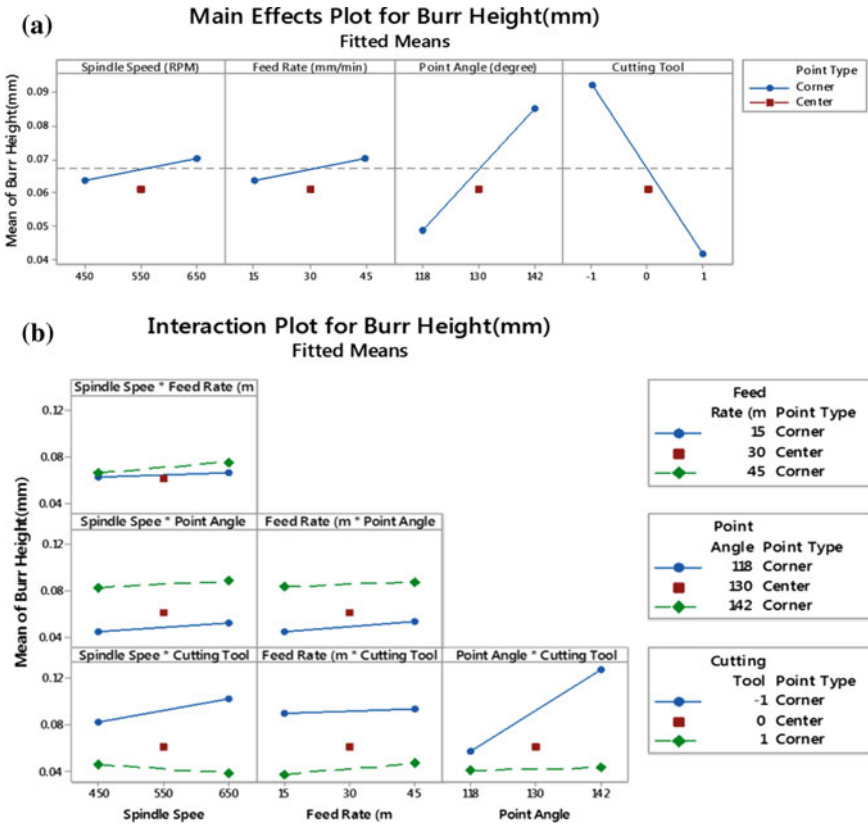 (a)
Main Effects Plot for Burr Height(mm)
Fitted Means
Spindle Speed (RPM) Feed Rate (mm/min) Point Angle (degree) Cutting Tool
Point Type
Corner
Center
Mean of Burr Height(mm)
0.09
0.08
0.07
0.06
0.05
0.04
450 550 650 15 30 45 118 130 142 -1 0 1
(b)
Interaction Plot for Burr Height(mm)
Fitted Means
Mean of Burr Height(mm)
Spindle Spee * Feed Rate (m
0.12
0.08
0.04
Feed
Rate (m Point Type
15 Corner
30 Center
45 Corner
Spindle Spee * Point Angle Feed Rate (m * Point Angle
0.12
0.08
0.04
Point
Angle Point Type
118 Corner
130 Center
142 Corner
Spindle Spee * Cutting Tool Feed Rate (m * Cutting Tool Point Angle * Cutting Tool
0.12
0.08
0.04
Cutting
Tool Point Type
-1 Corner
0 Center
1 Corner
450 550 650 15 30 45 118 130 142
Spindle Spee Feed Rate (m Point Angle